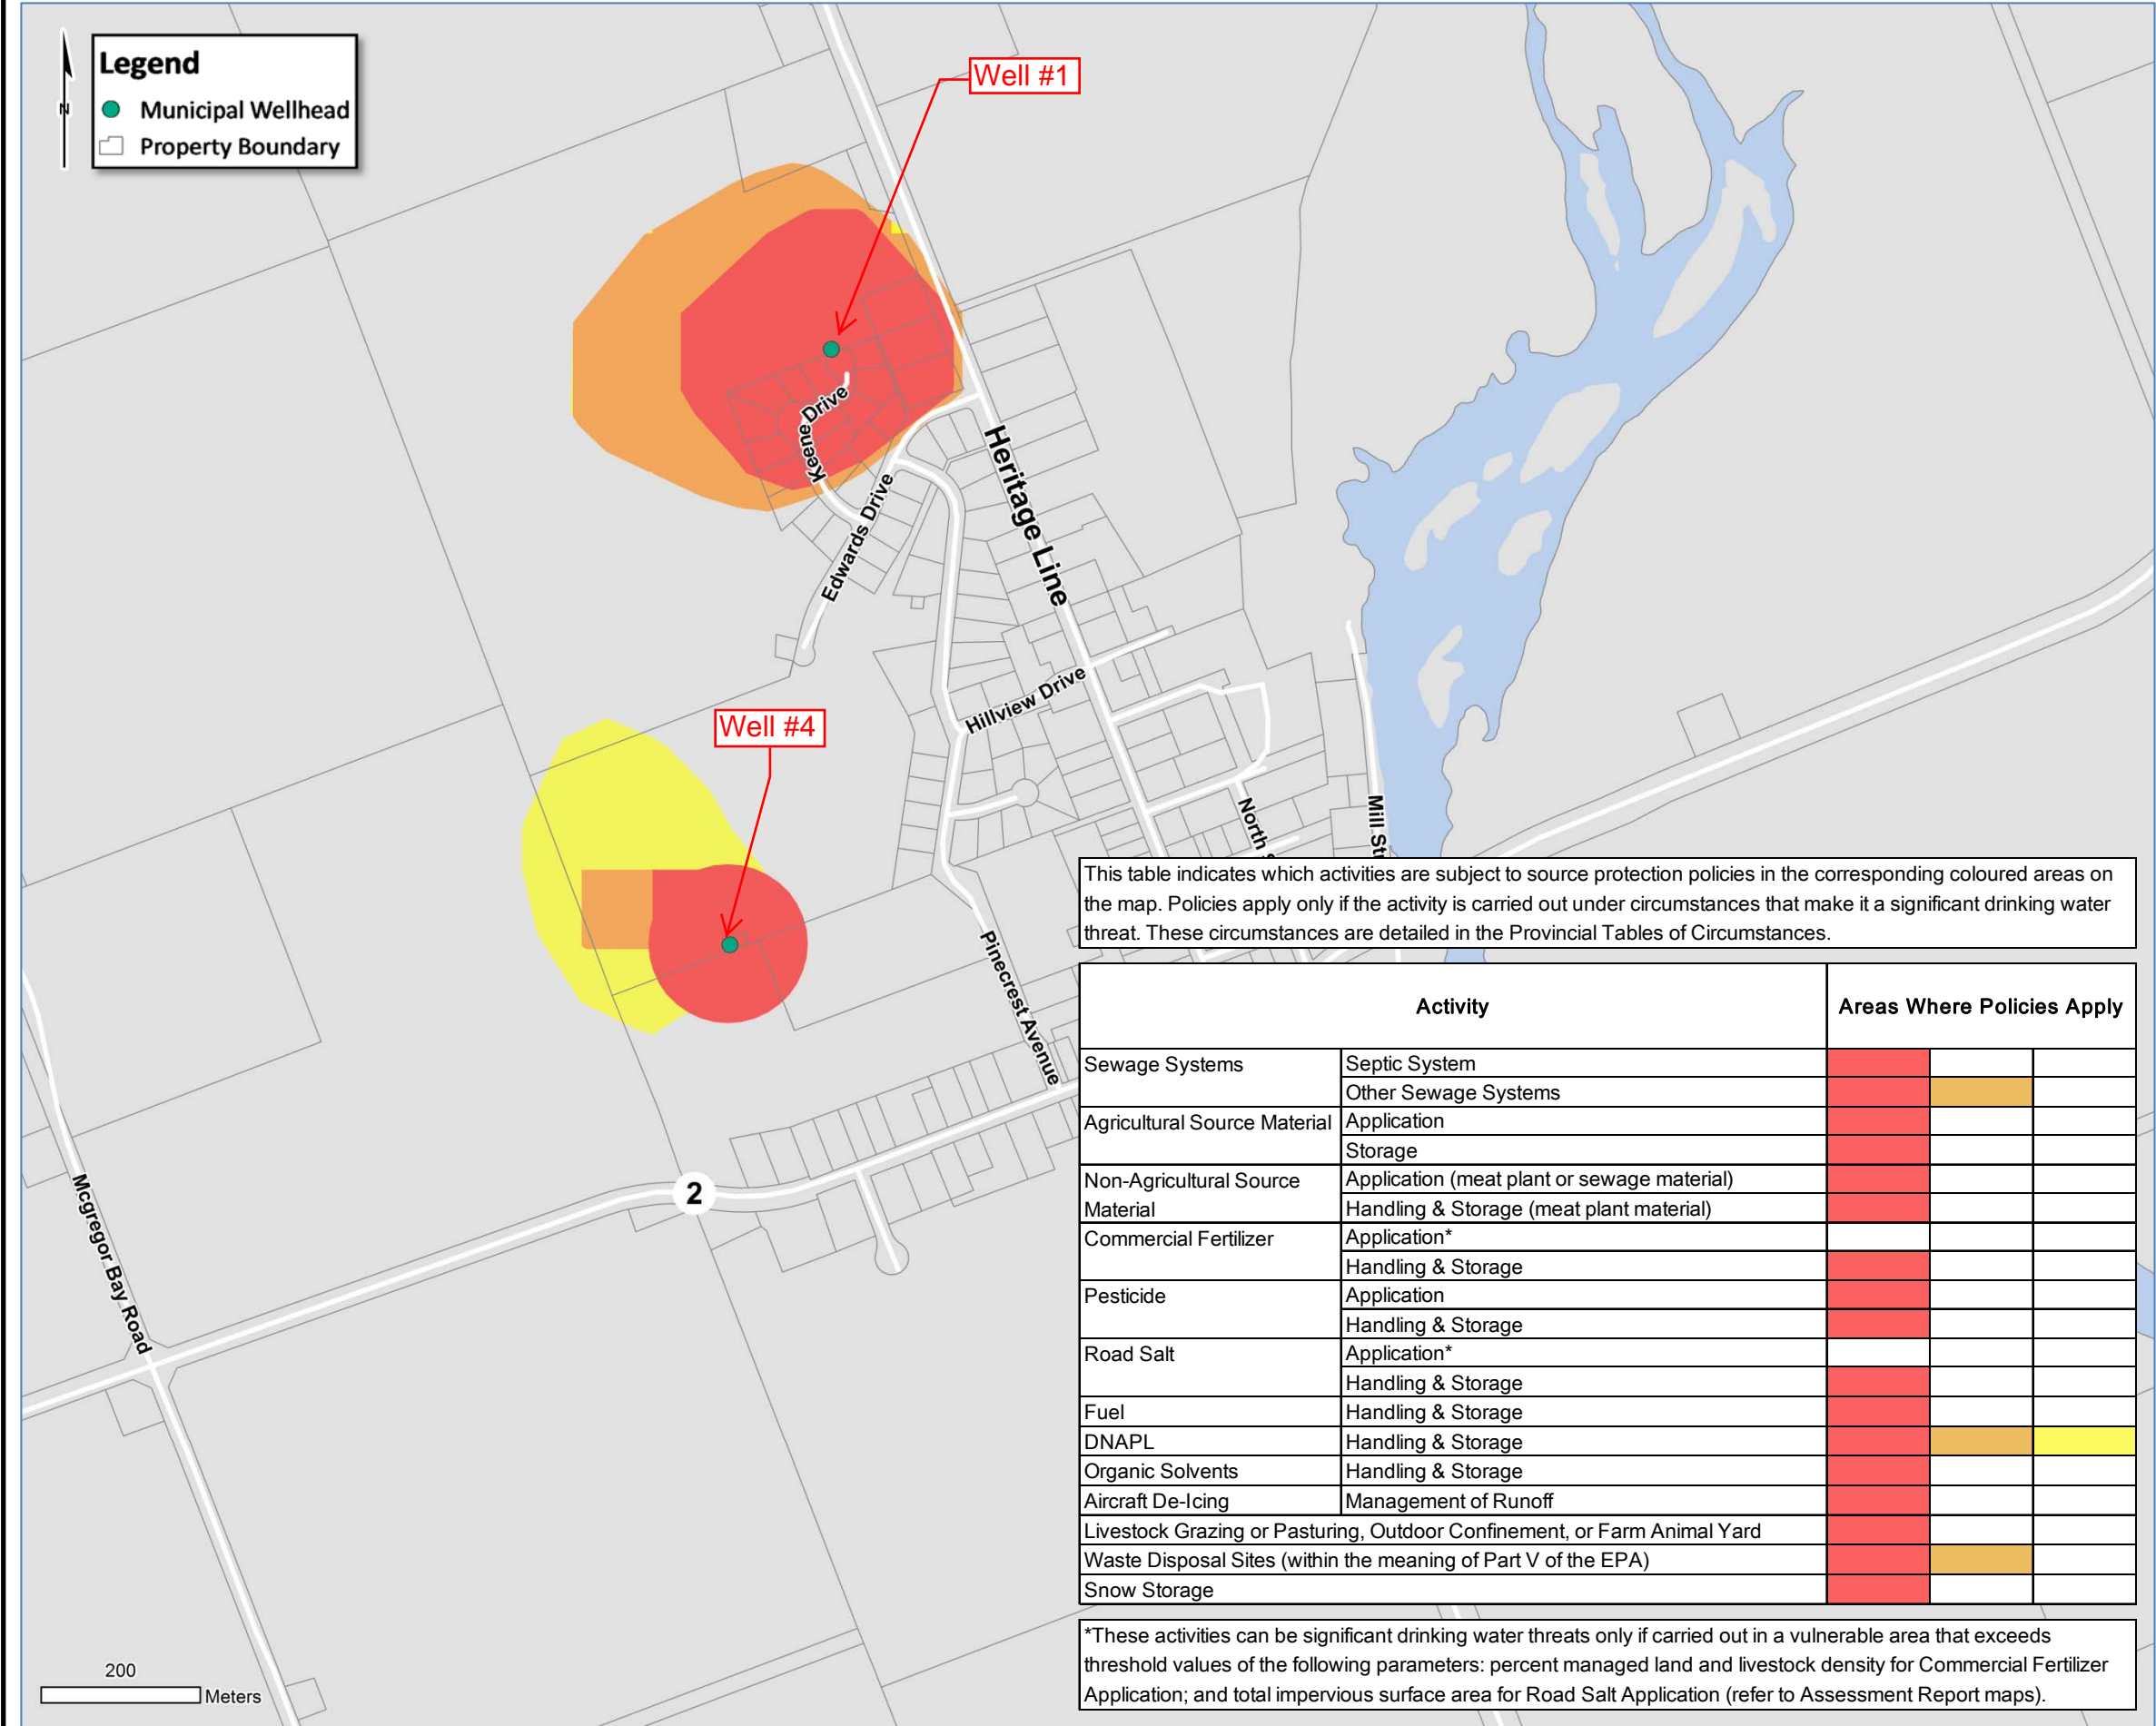 Legend
N
Municipal Wellhead
Property Boundary
Well #1
Keene Drive
Edwards Drive
Heritage Line
Hillview Drive
Well #4
North
Mill Str
Pinecrest Avenue
2
Mcgregor Bay Road
This table indicates which activities are subject to source protection policies in the corresponding coloured areas on
the map. Policies apply only if the activity is carried out under circumstances that make it a significant drinking water
threat. These circumstances are detailed in the Provincial Tables of Circumstances.
Activity Areas Where Policies Apply
Sewage Systems Septic System
Other Sewage Systems
Agricultural Source Material Application
Storage
Non-Agricultural Source Application (meat plant or sewage material)
Material Handling & Storage (meat plant material)
Commercial Fertilizer Application*
Handling & Storage
Pesticide Application
Handling & Storage
Road Salt Application*
Handling & Storage
Fuel Handling & Storage
DNAPL Handling & Storage
Organic Solvents Handling & Storage
Aircraft De-Icing Management of Runoff
Livestock Grazing or Pasturing, Outdoor Confinement, or Farm Animal Yard
Waste Disposal Sites (within the meaning of Part V of the EPA)
Snow Storage
*These activities can be significant drinking water threats only if carried out in a vulnerable area that exceeds
threshold values of the following parameters: percent managed land and livestock density for Commercial Fertilizer
Application; and total impervious surface area for Road Salt Application (refer to Assessment Report maps).
200
Meters